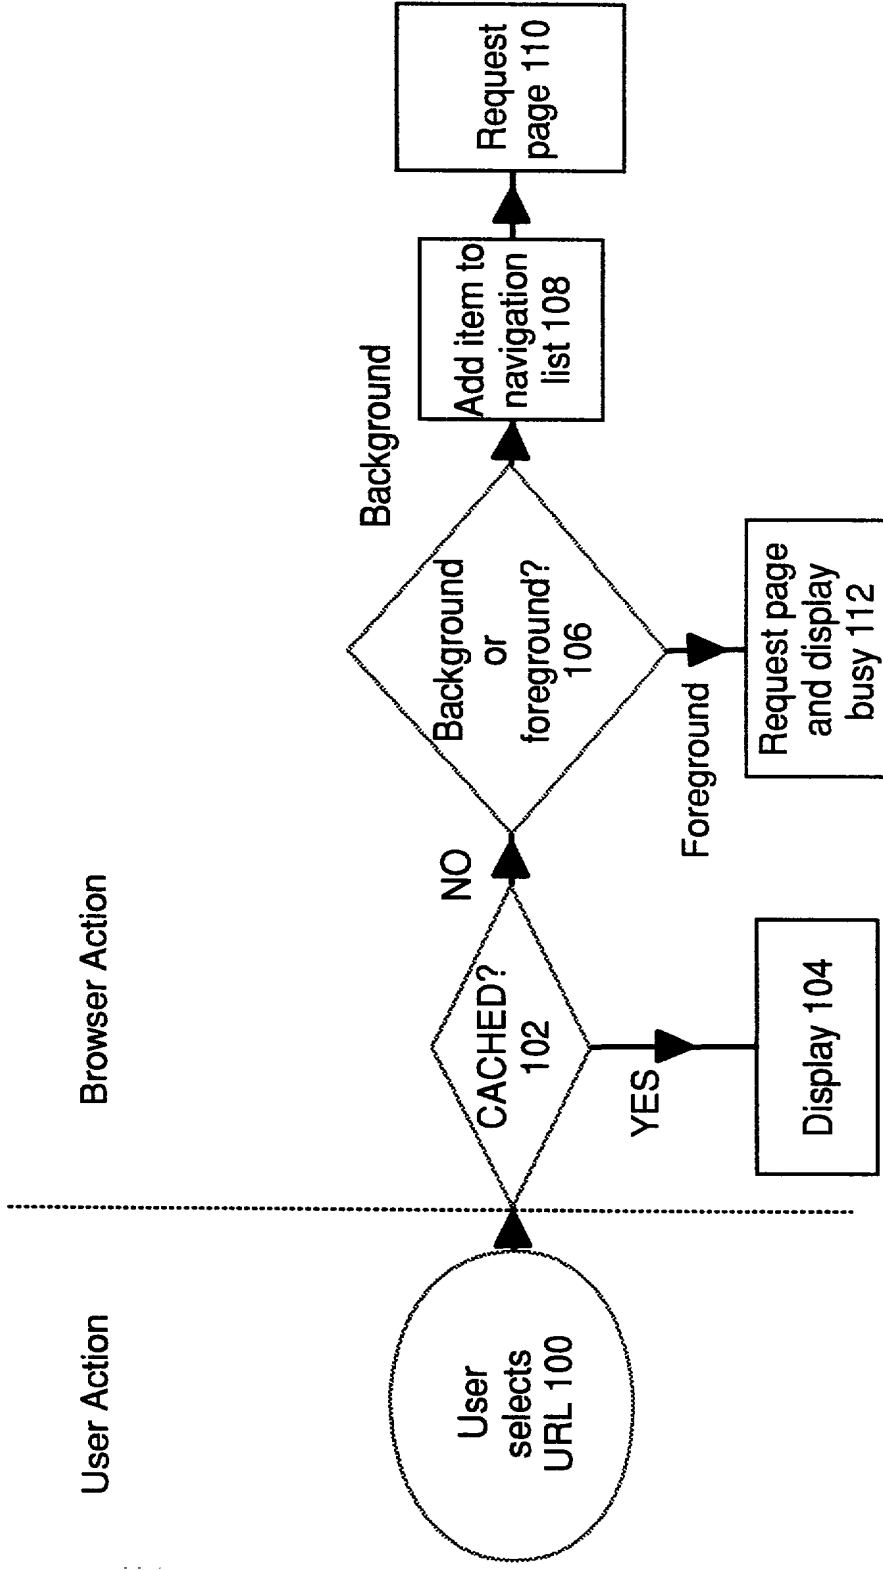 User Action
Browser Action
User
selects
URL 100
CACHED?
102
NO
YES
Display 104
Background
or
foreground?
106
Background
Foreground
Request page
and display
busy 112
Add item to
navigation
list 108
Request
page 110